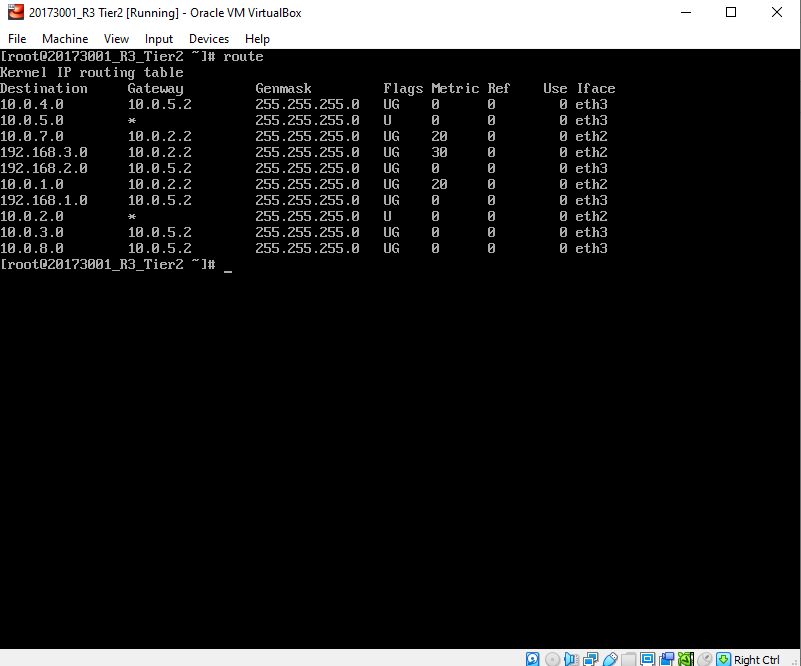 20173001_R3 Tier2 [Running] - Oracle VM VirtualBox
File Machine View Input Devices Help
[root@20173001_R3_Tier2 ~]# route
Kernel IP routing table
Destination Gateway Genmask Flags Metric Ref Use Iface
10.0.4.0 10.0.5.2 255.255.255.0 UG 0 0 0 eth3
10.0.5.0 * 255.255.255.0 U 0 0 0 eth3
10.0.7.0 10.0.2.2 255.255.255.0 UG 20 0 0 eth2
192.168.3.0 10.0.2.2 255.255.255.0 UG 30 0 0 eth2
192.168.2.0 10.0.5.2 255.255.255.0 UG 0 0 0 eth3
10.0.1.0 10.0.2.2 255.255.255.0 UG 20 0 0 eth2
192.168.1.0 10.0.5.2 255.255.255.0 UG 0 0 0 eth3
10.0.2.0 * 255.255.255.0 U 0 0 0 eth2
10.0.3.0 10.0.5.2 255.255.255.0 UG 0 0 0 eth3
10.0.8.0 10.0.5.2 255.255.255.0 UG 0 0 0 eth3
[root@20173001_R3_Tier2 ~]# _
Right Ctrl